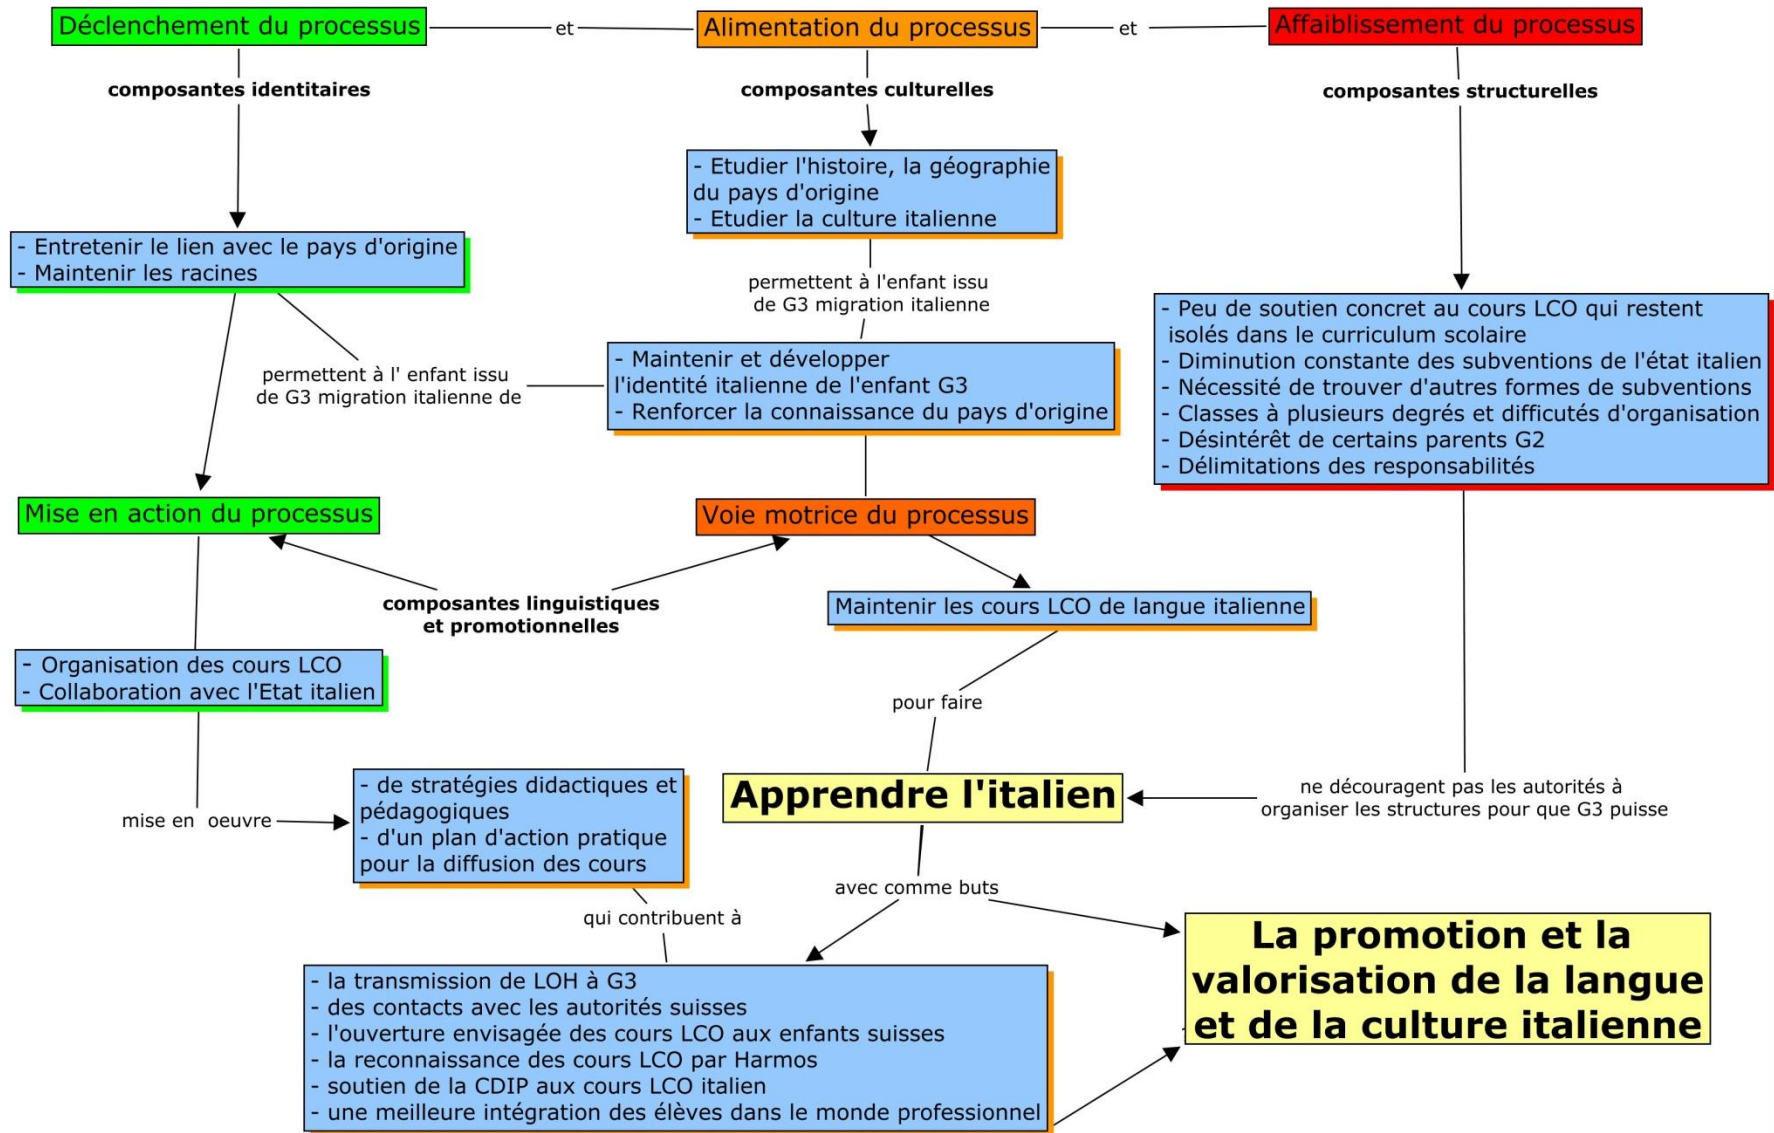 Déclenchement du processus
et
Alimentation du processus
et
Affaiblissement du processus
composantes identitaires
composantes culturelles
composantes structurelles
- Etudier l'histoire, la géographie
du pays d'origine
- Etudier la culture italienne
- Entretenir le lien avec le pays d'origine
- Maintenir les racines
permettent à l'enfant issu
de G3 migration italienne
- Peu de soutien concret au cours LCO qui restent
isolés dans le curriculum scolaire
- Diminution constante des subventions de l'état italien
- Nécessité de trouver d'autres formes de subventions
- Classes à plusieurs degrés et difficutés d'organisation
- Désintérêt de certains parents G2
- Délimitations des responsabilités
permettent à l' enfant issu
de G3 migration italienne de
- Maintenir et développer
l'identité italienne de l'enfant G3
- Renforcer la connaissance du pays d'origine
Mise en action du processus
Voie motrice du processus
composantes linguistiques
et promotionnelles
Maintenir les cours LCO de langue italienne
- Organisation des cours LCO
- Collaboration avec l'Etat italien
pour faire
mise en oeuvre
- de stratégies didactiques et
pédagogiques
- d'un plan d'action pratique
pour la diffusion des cours
Apprendre l'italien
ne découragent pas les autorités à
organiser les structures pour que G3 puisse
avec comme buts
qui contribuent à
La promotion et la
valorisation de la langue
et de la culture italienne
- la transmission de LOH à G3
- des contacts avec les autorités suisses
- l'ouverture envisagée des cours LCO aux enfants suisses
- la reconnaissance des cours LCO par Harmos
- soutien de la CDIP aux cours LCO italien
- une meilleure intégration des élèves dans le monde professionnel